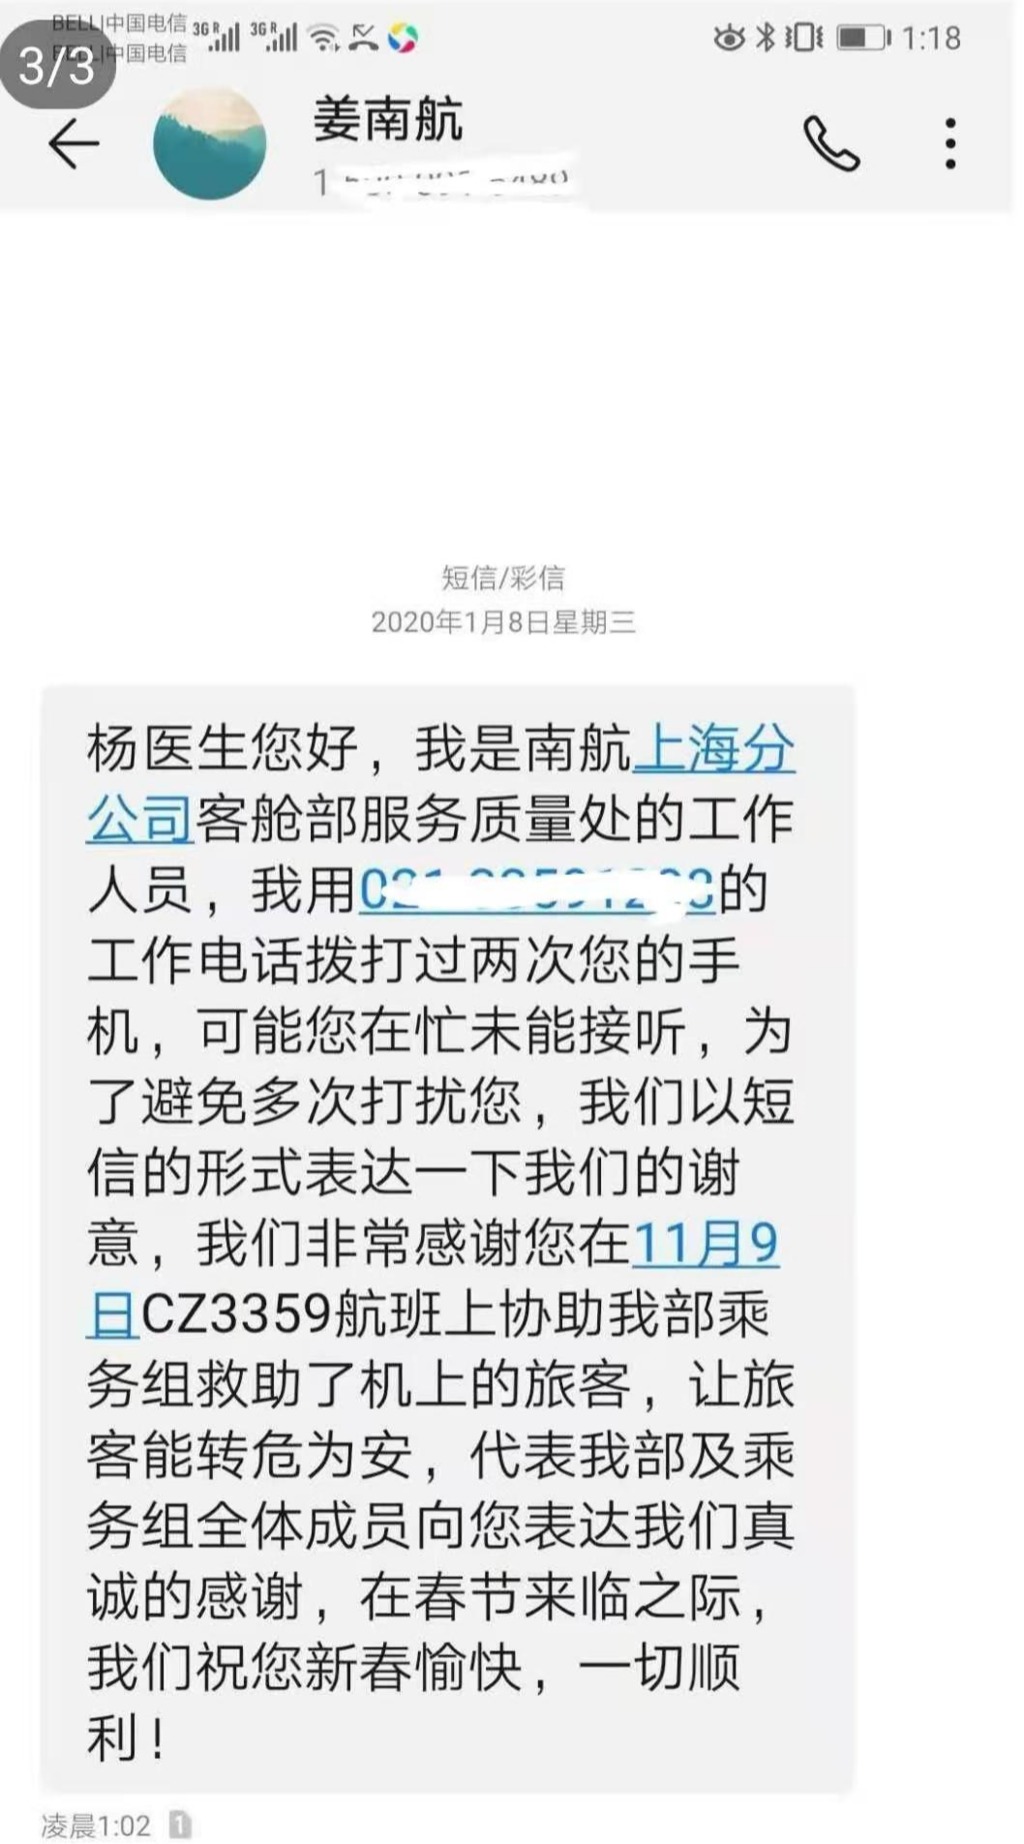 BELL|中国电信
中国电信
3G R
3G R
1:18
3/3
姜南航
1
短信/彩信
2020年1月8日星期三
杨医生您好，我是南航上海分
公司客舱部服务质量处的工作
人员，我用的
工作电话拨打过两次您的手
机，可能您在忙未能接听，为
了避免多次打扰您，我们以短
信的形式表达一下我们的谢
意，我们非常感谢您在11月9
日CZ3359航班上协助我部乘
务组救助了机上的旅客，让旅
客能转危为安，代表我部及乘
务组全体成员向您表达我们真
诚的感谢，在春节来临之际，
我们祝您新春愉快，一切顺
利！
凌晨1:02 1